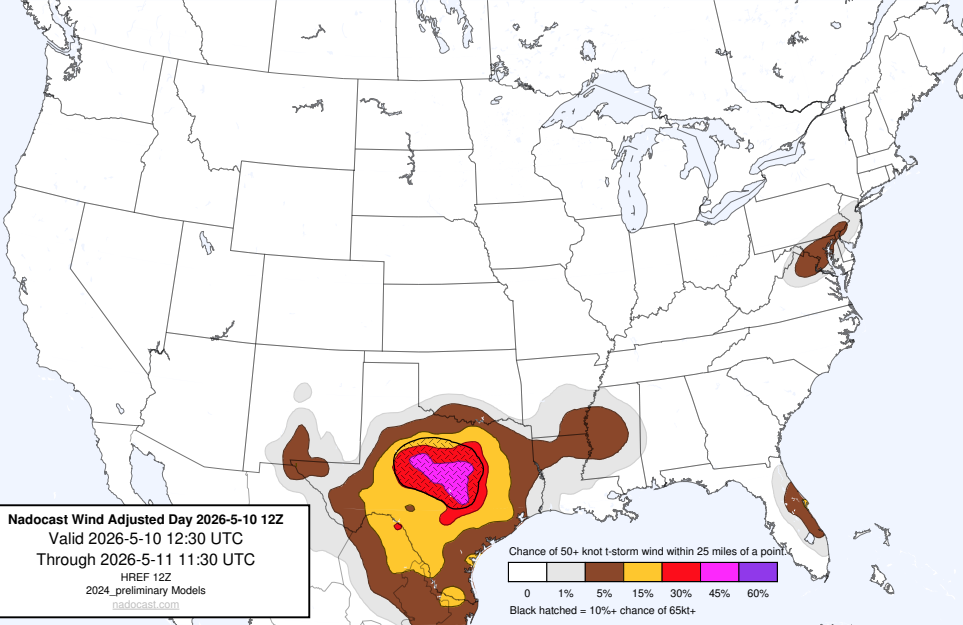 Nadocast Wind Adjusted Day 2026-5-10 12Z
Valid 2026-5-10 12:30 UTC
Through 2026-5-11 11:30 UTC
HREF 12Z
2024_preliminary Models
nadocast.com
Chance of 50+ knot t-storm wind within 25 miles of a point.
0 1% 5% 15% 30% 45% 60%
Black hatched = 10%+ chance of 65kt+